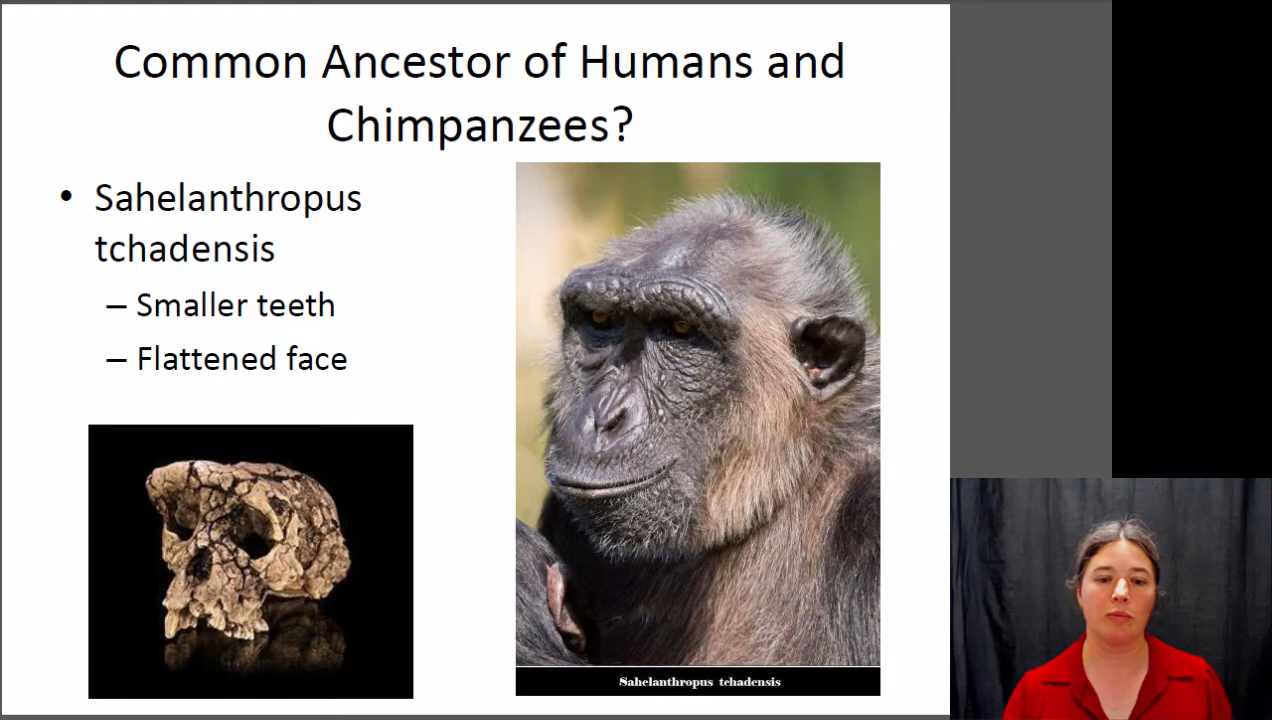 Common Ancestor of Humans and
Chimpanzees?
• Sahelanthropus
tchadensis
– Smaller teeth
– Flattened face
Sahelanthropus tchadensis